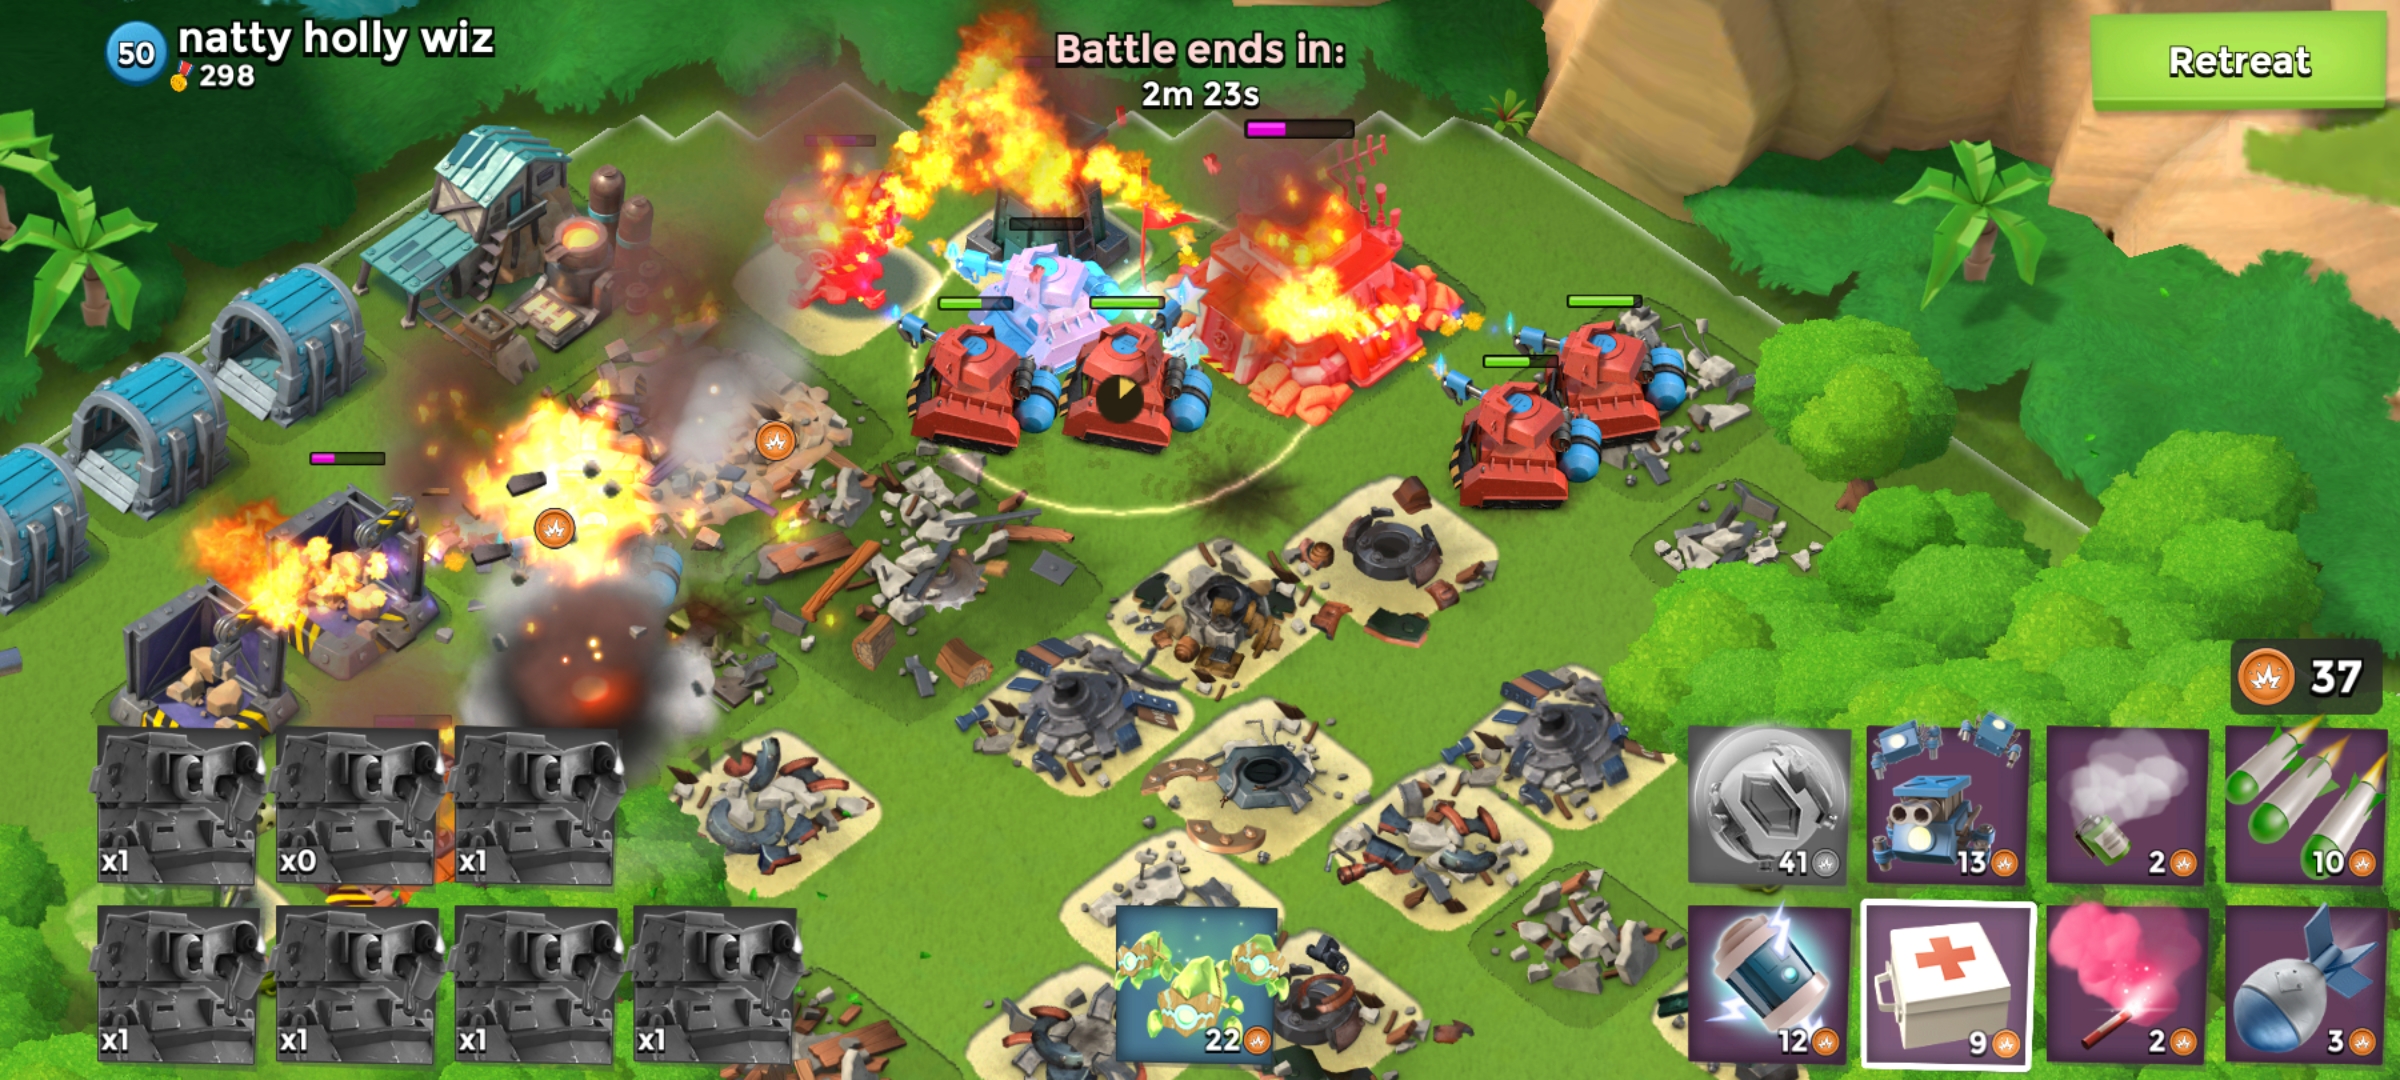 50 natty holly wiz
298
Battle ends in:
2m 23s
Retreat
37
x1 x0 x1
41 13 2 10
x1 x1 x1 x1
22 12 9 2 3